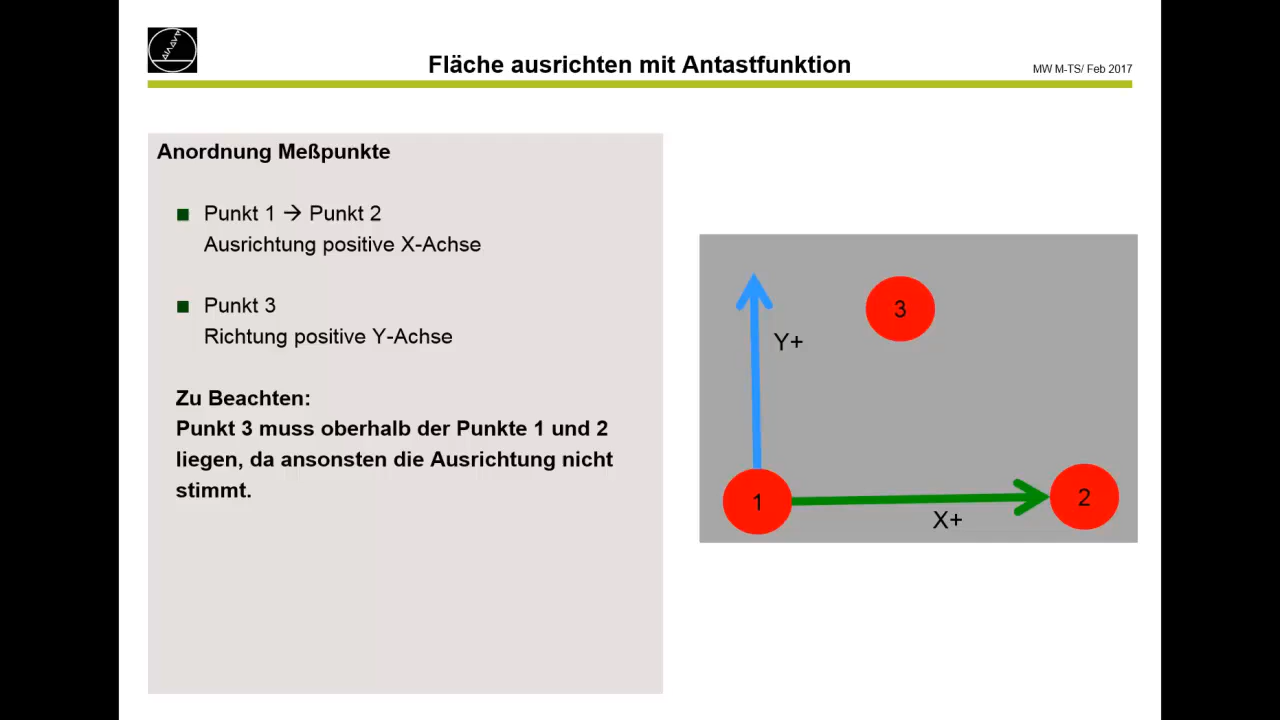 Fläche ausrichten mit Antastfunktion
MW M-TS/ Feb 2017
Anordnung Meßpunkte
Punkt 1 → Punkt 2
Ausrichtung positive X-Achse
Punkt 3
Richtung positive Y-Achse
Zu Beachten:
Punkt 3 muss oberhalb der Punkte 1 und 2
liegen, da ansonsten die Ausrichtung nicht
stimmt.
3
Y+
1
2
X+